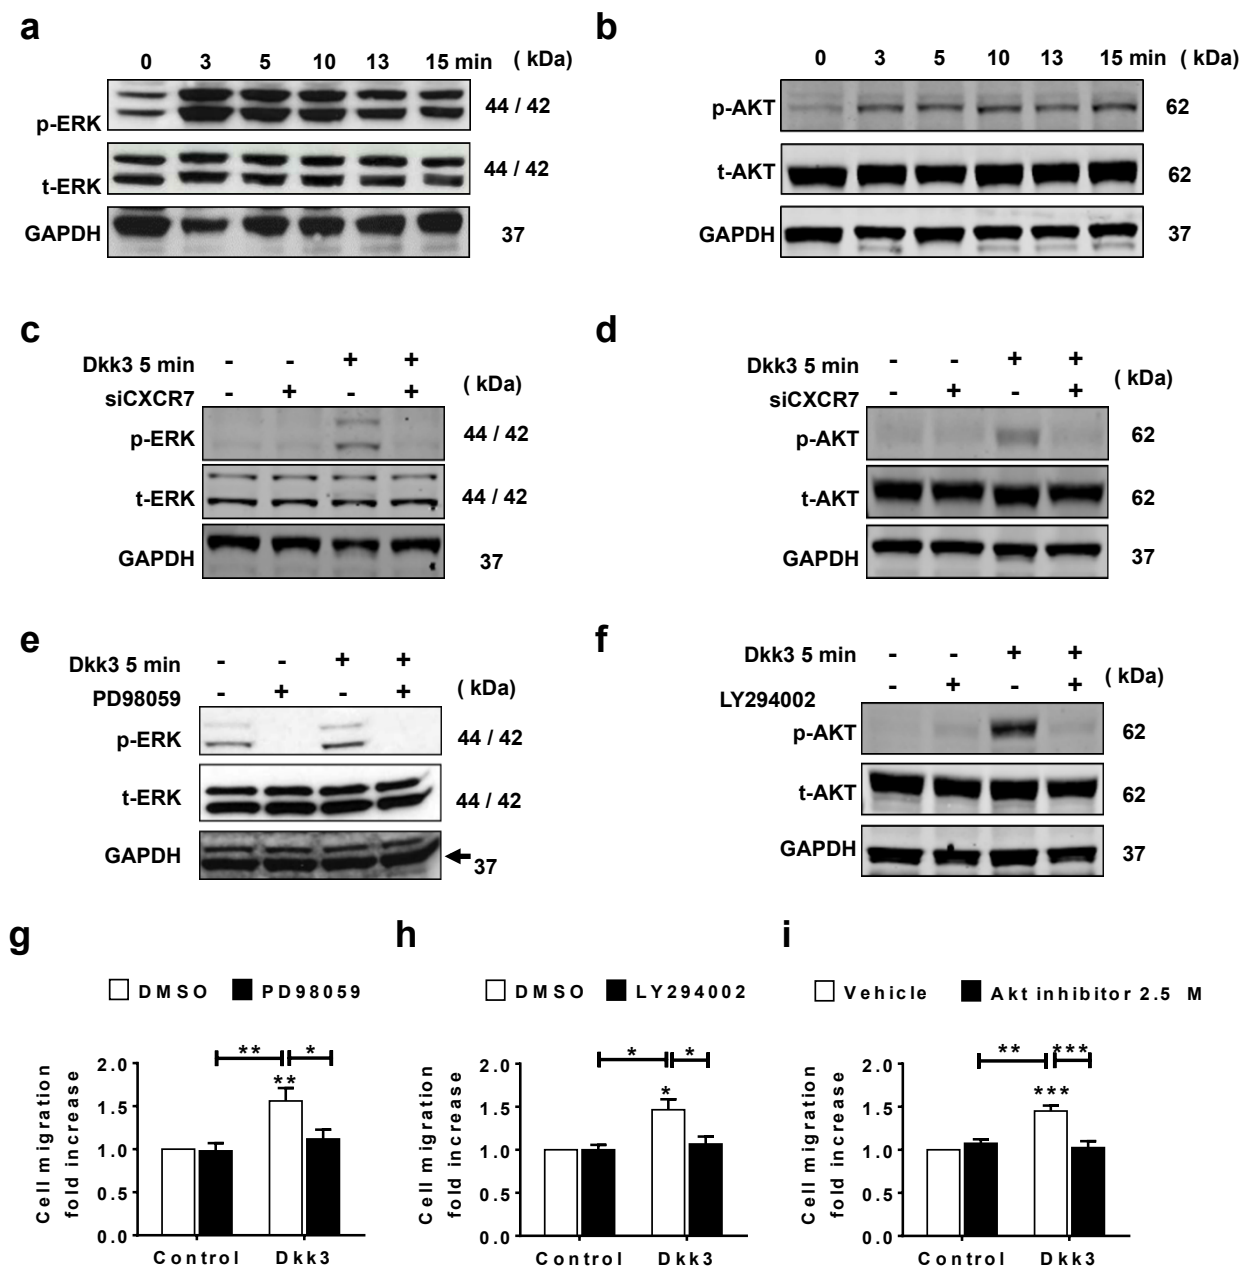 a
0 3 5 10 13 15 min ( kDa)
p-ERK 44 / 42
t-ERK 44 / 42
GAPDH 37
b
0 3 5 10 13 15 min ( kDa)
p-AKT 62
t-AKT 62
GAPDH 37
c
Dkk3 5 min - - + +
siCXCR7 - + - + ( kDa)
p-ERK 44 / 42
t-ERK 44 / 42
GAPDH 37
d
Dkk3 5 min - - + +
siCXCR7 - + - + ( kDa)
p-AKT 62
t-AKT 62
GAPDH 37
e
Dkk3 5 min - - + +
PD98059 - + - + ( kDa)
p-ERK 44 / 42
t-ERK 44 / 42
GAPDH 37
f
Dkk3 5 min - - + +
LY294002 - + - + ( kDa)
p-AKT 62
t-AKT 62
GAPDH 37
g
DMSO PD98059
** *
**
Cell migration
fold increase
2.0
1.5
1.0
0.5
0.0
Control Dkk3
h
DMSO LY294002
* *
*
Cell migration
fold increase
2.0
1.5
1.0
0.5
0.0
Control Dkk3
i
Vehicle Akt inhibitor 2.5 M
** ***
***
Cell migration
fold increase
2.0
1.5
1.0
0.5
0.0
Control Dkk3